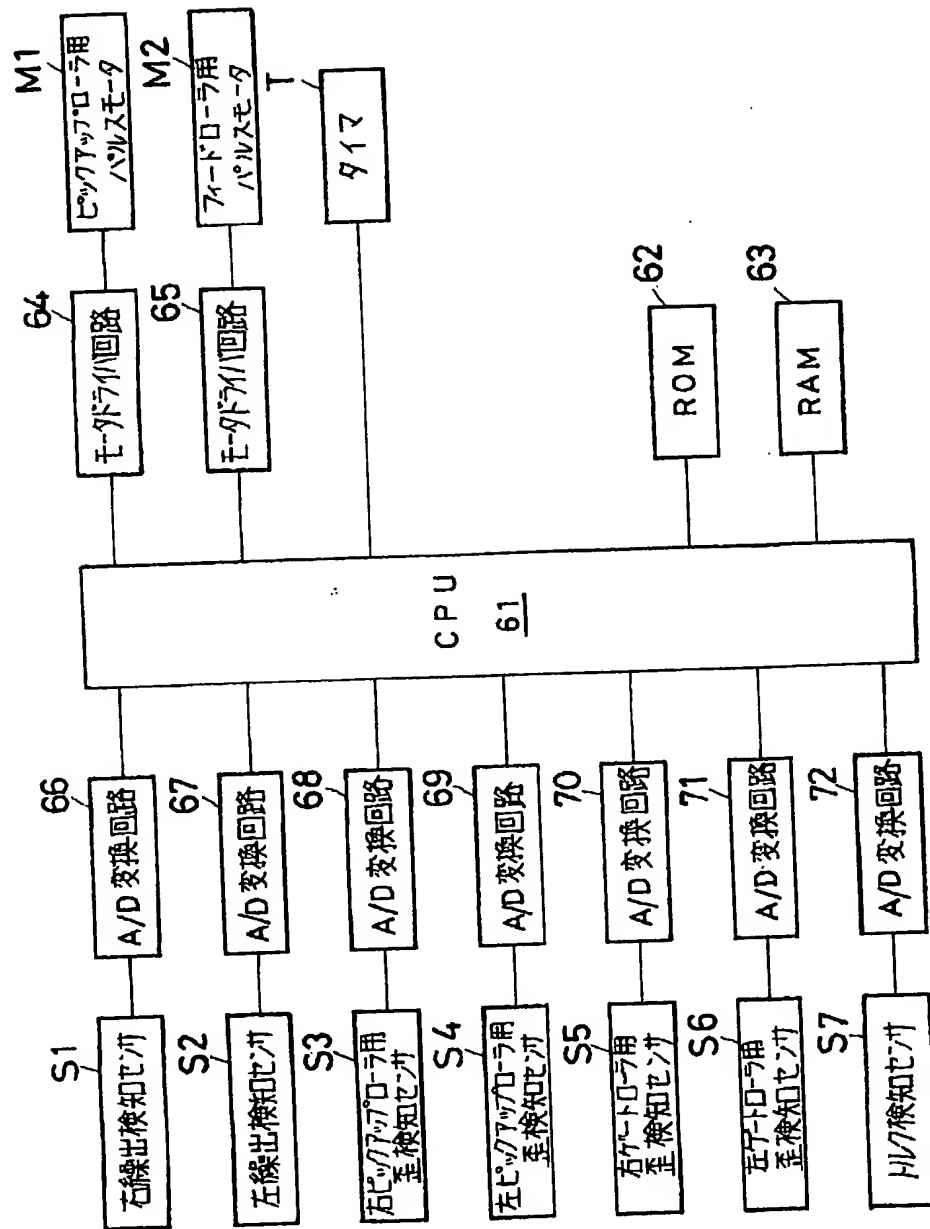 M1
ピックアップローラ用
パルスモータ
64
モータドライバ回路
M2
フィードローラ用
パルスモータ
65
モータドライバ回路
T
タイマ
62
ROM
63
RAM
CPU
61
66
A/D変換回路
67
A/D変換回路
68
A/D変換回路
69
A/D変換回路
70
A/D変換回路
71
A/D変換回路
72
A/D変換回路
S1
右繰出検知センサ
S2
左繰出検知センサ
S3
右ピックアップローラ用
歪検知センサ
S4
左ピックアップローラ用
歪検知センサ
S5
右ゲートローラ用
歪検知センサ
S6
左ゲートローラ用
歪検知センサ
S7
トルク検知センサ